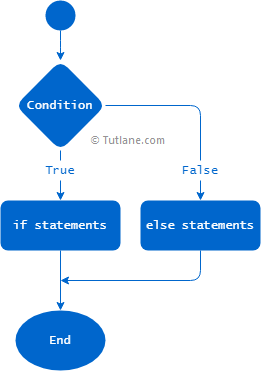 Condition
© Tutlane.com
True
False
if statements
else statements
End